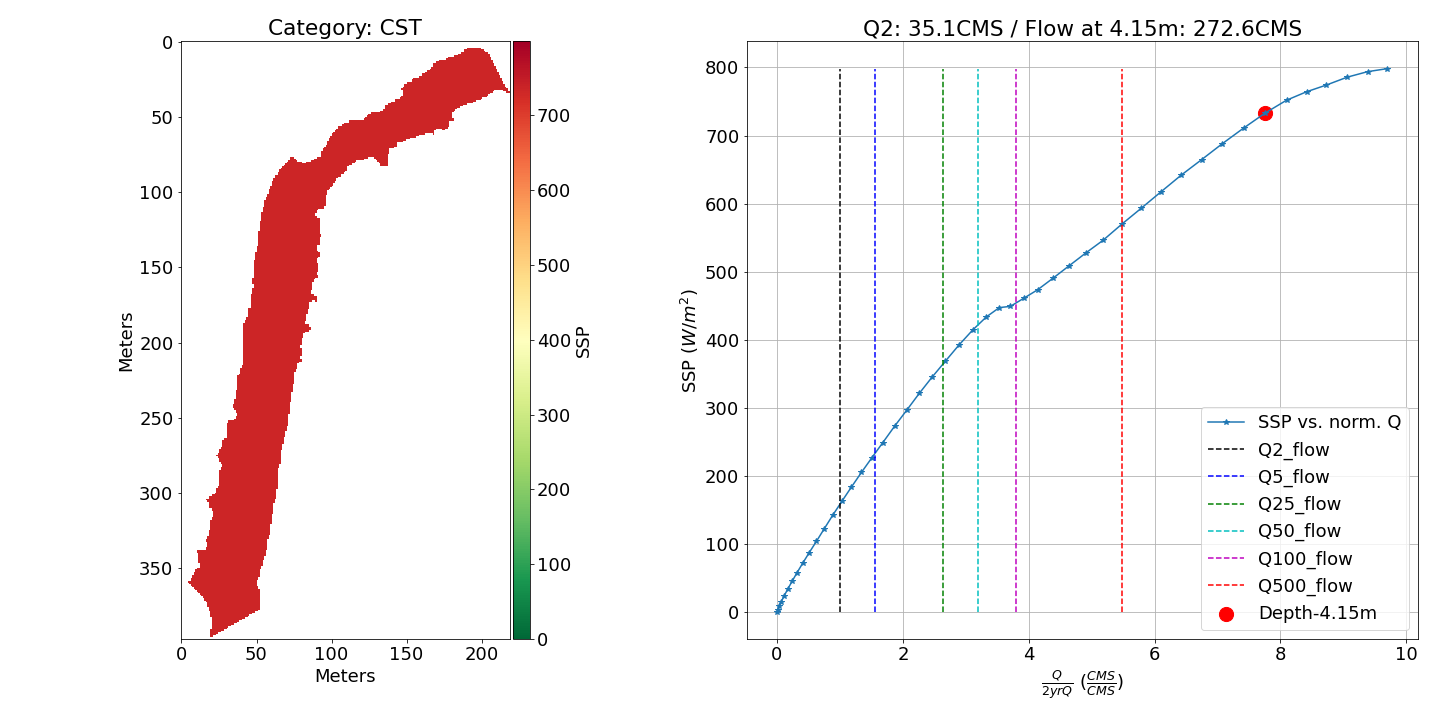 Category: CST
0
50
100
150
200
250
300
350
Meters
0
50
100
150
200
Meters
700
600
500
400
300
200
100
0
SSP
Q2: 35.1CMS / Flow at 4.15m: 272.6CMS
800
700
600
500
400
300
200
100
0
SSP (W/m²)
0
2
4
6
8
10
Q/2yrQ (CMS/CMS)
SSP vs. norm. Q
Q2_flow
Q5_flow
Q25_flow
Q50_flow
Q100_flow
Q500_flow
Depth-4.15m